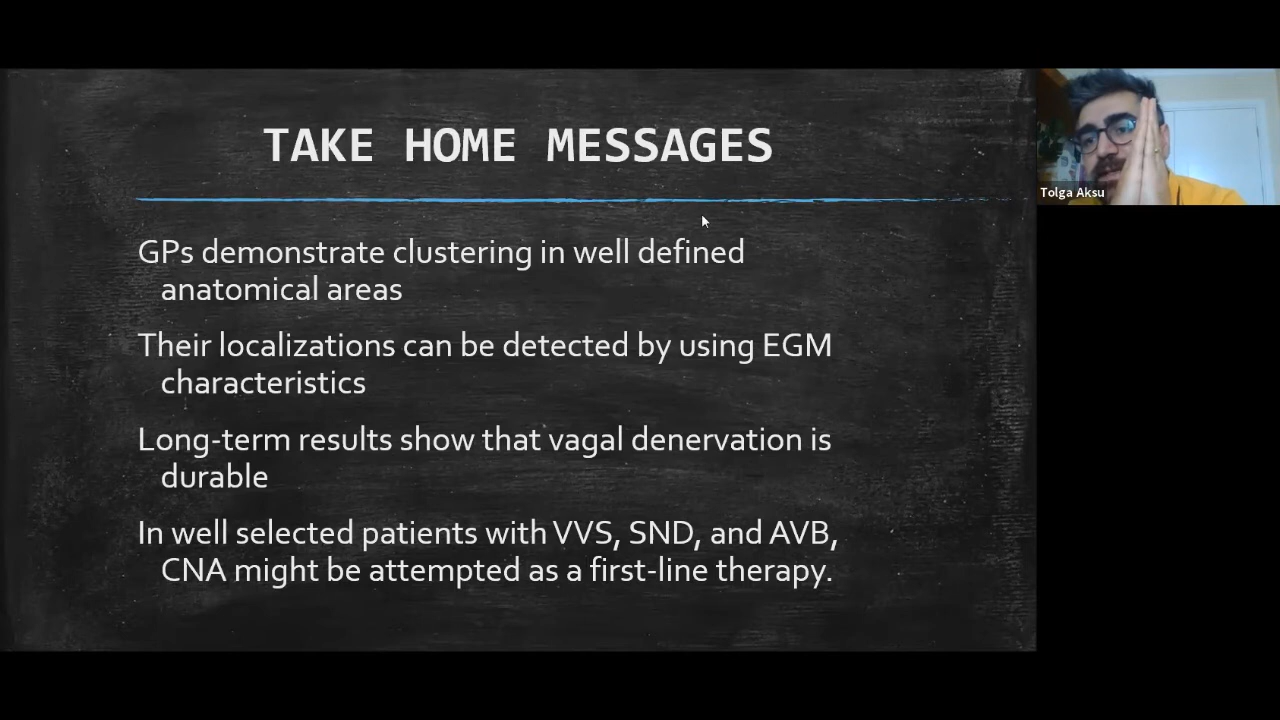 TAKE HOME MESSAGES
Tolga Aksu
GPs demonstrate clustering in well defined
anatomical areas
Their localizations can be detected by using EGM
characteristics
Long-term results show that vagal denervation is
durable
In well selected patients with VVS, SND, and AVB,
CNA might be attempted as a first-line therapy.